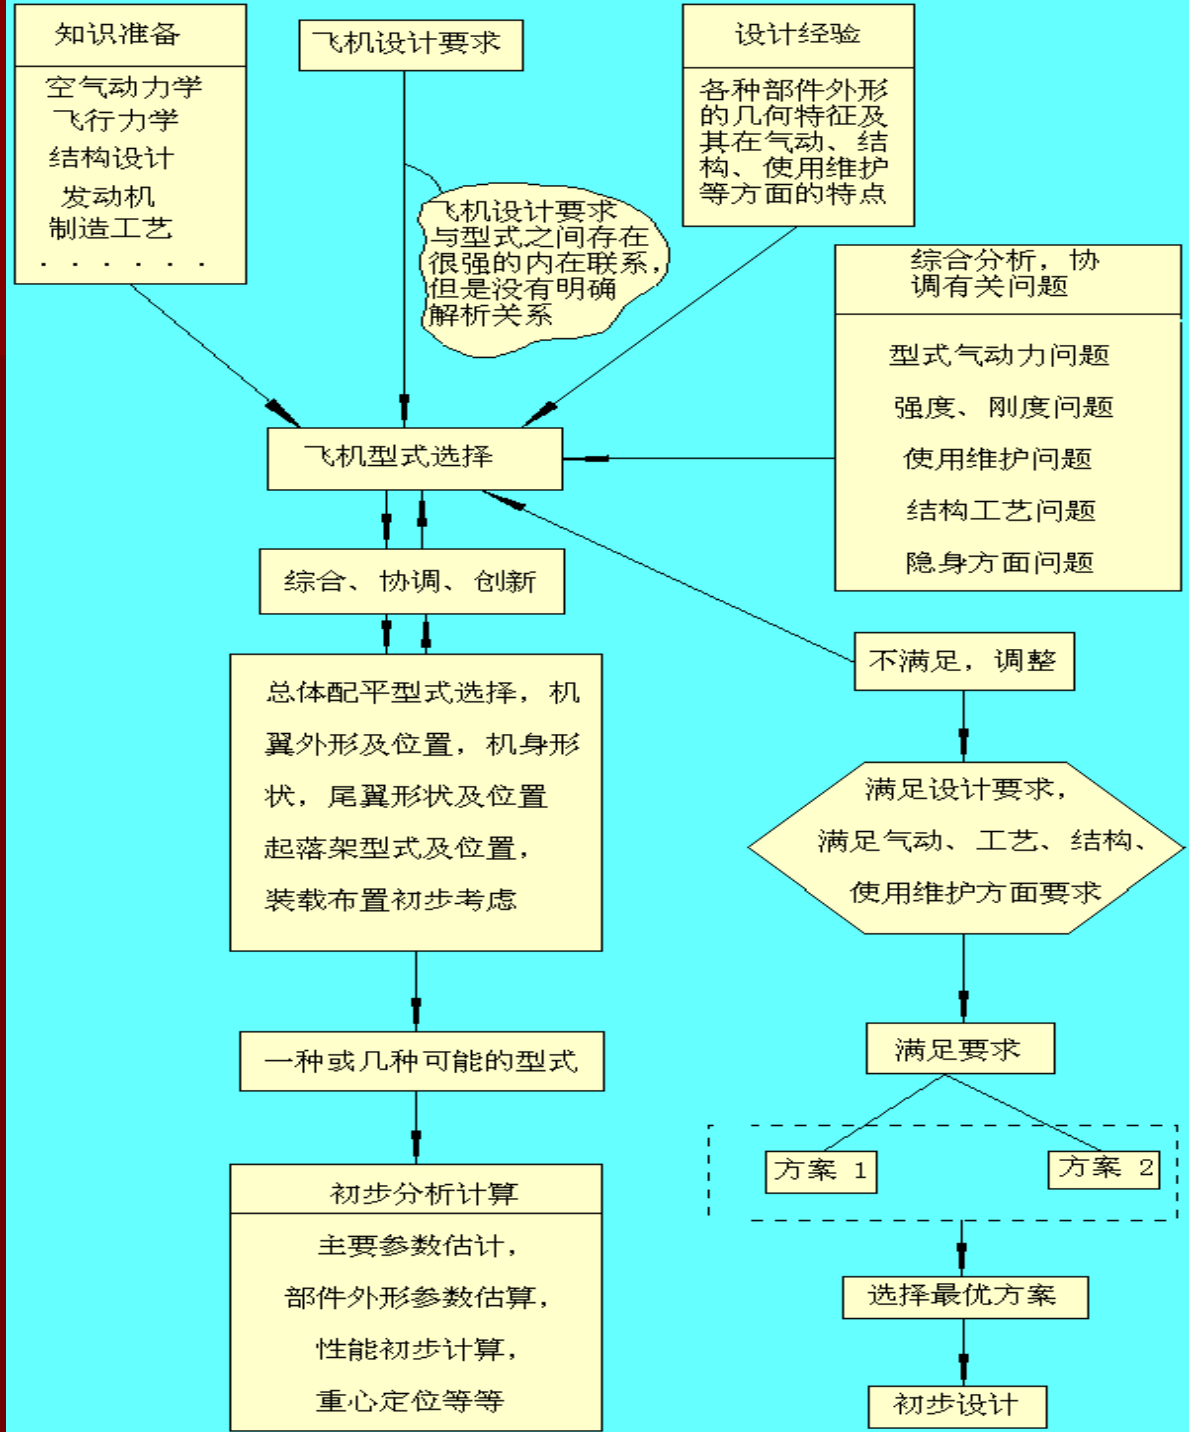 知识准备
空气动力学
飞行力学
结构设计
发动机
制造工艺
······
飞机设计要求
飞机设计要求
与型式之间存在
很强的内在联系，
但是没有明确
解析关系
设计经验
各种部件外形
的几何特征及
其在气动、结
构、使用维护
等方面的特点
综合分析，协
调有关问题
型式气动力问题
强度、刚度问题
使用维护问题
结构工艺问题
隐身方面问题
飞机型式选择
综合、协调、创新
总体配平型式选择，机
翼外形及位置，机身形
状，尾翼形状及位置
起落架型式及位置，
装载布置初步考虑
一种或几种可能的型式
初步分析计算
主要参数估计，
部件外形参数估算，
性能初步计算，
重心定位等等
不满足，调整
满足设计要求，
满足气动、工艺、结构、
使用维护方面要求
满足要求
方案 1
方案 2
选择最优方案
初步设计